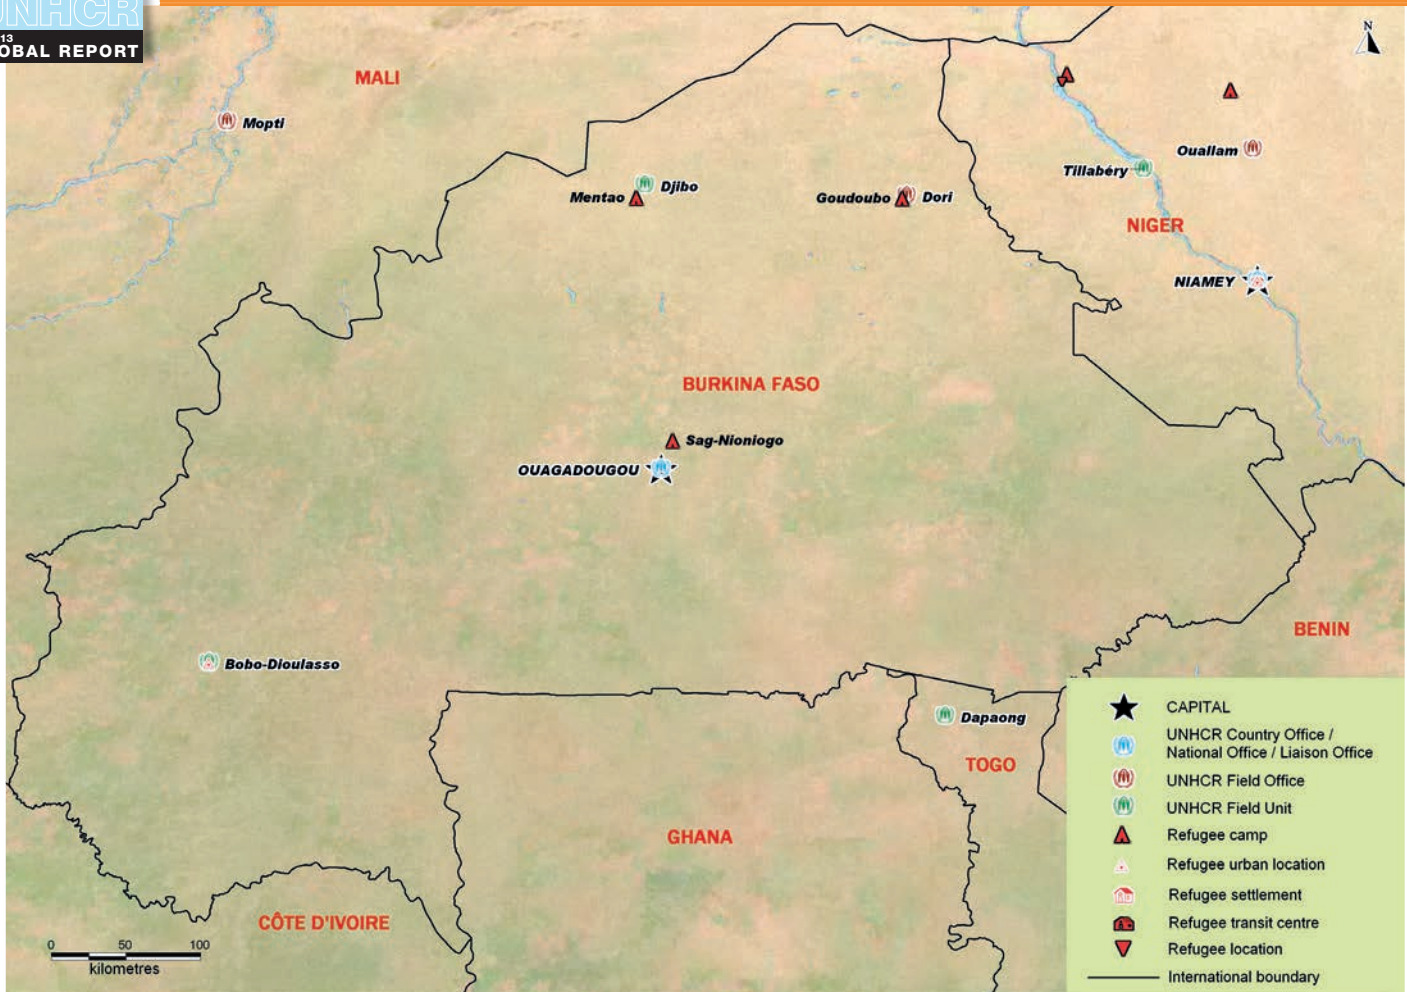 UNHCR
13
OBAL REPORT
N
MALI
Mopti
Ouallam
Tillabéry
Djibo
Mentao
Goudoubo
Dori
NIGER
NIAMEY
BURKINA FASO
Sag-Nioniogo
OUAGADOUGOU
BENIN
Bobo-Dioulasso
Dapaong
TOGO
GHANA
CÔTE D'IVOIRE
0 50 100
kilometres
CAPITAL
UNHCR Country Office /
National Office / Liaison Office
UNHCR Field Office
UNHCR Field Unit
Refugee camp
Refugee urban location
Refugee settlement
Refugee transit centre
Refugee location
International boundary